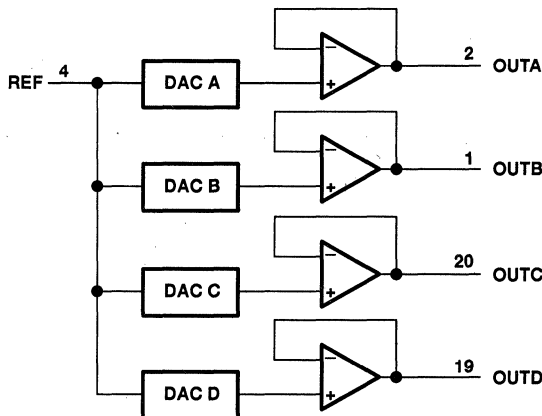 2 OUTA
REF 4 DAC A
− +
1 OUTB
DAC B
− +
20 OUTC
DAC C
− +
19 OUTD
DAC D
− +